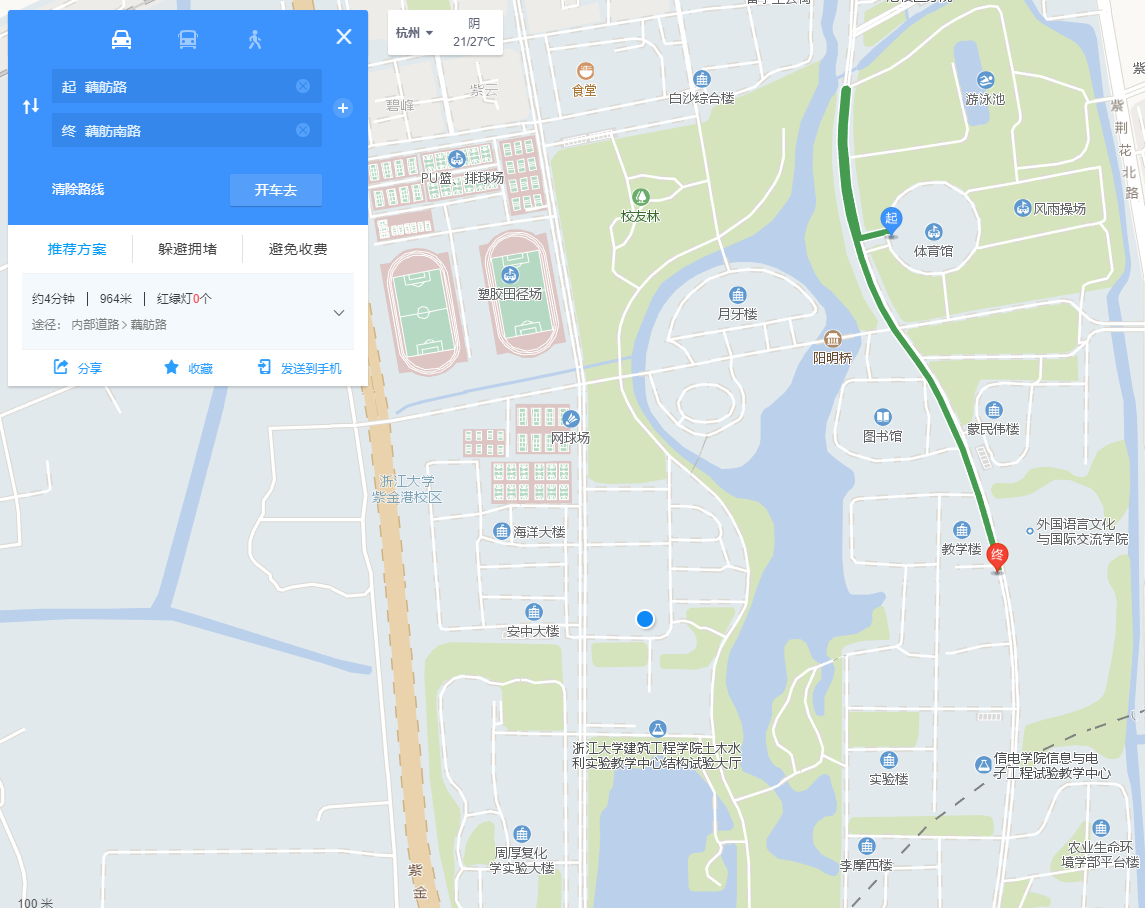 起 藕舫路
终 藕舫南路
清除路线
开车去
推荐方案
躲避拥堵
避免收费
约4分钟 | 964米 | 红绿灯0个
途径： 内部道路 > 藕舫路
分享
收藏
发送到手机
杭州
阴
21/27℃
食堂
碧峰
紫云
白沙综合楼
游泳池
紫
荆
花
北
路
PU篮、排球场
校友林
起
风雨操场
体育馆
塑胶田径场
月牙楼
阳明桥
网球场
图书馆
蒙民伟楼
浙江大学
紫金港校区
海洋大楼
教学楼
终
外国语言文化
与国际交流学院
安中大楼
浙江大学建筑工程学院土木水
利实验教学中心结构试验大厅
实验楼
信电学院信息与电
子工程试验教学中心
周厚复化
学实验大楼
李摩西楼
农业生命环
境学部平台楼
紫
金
100 米